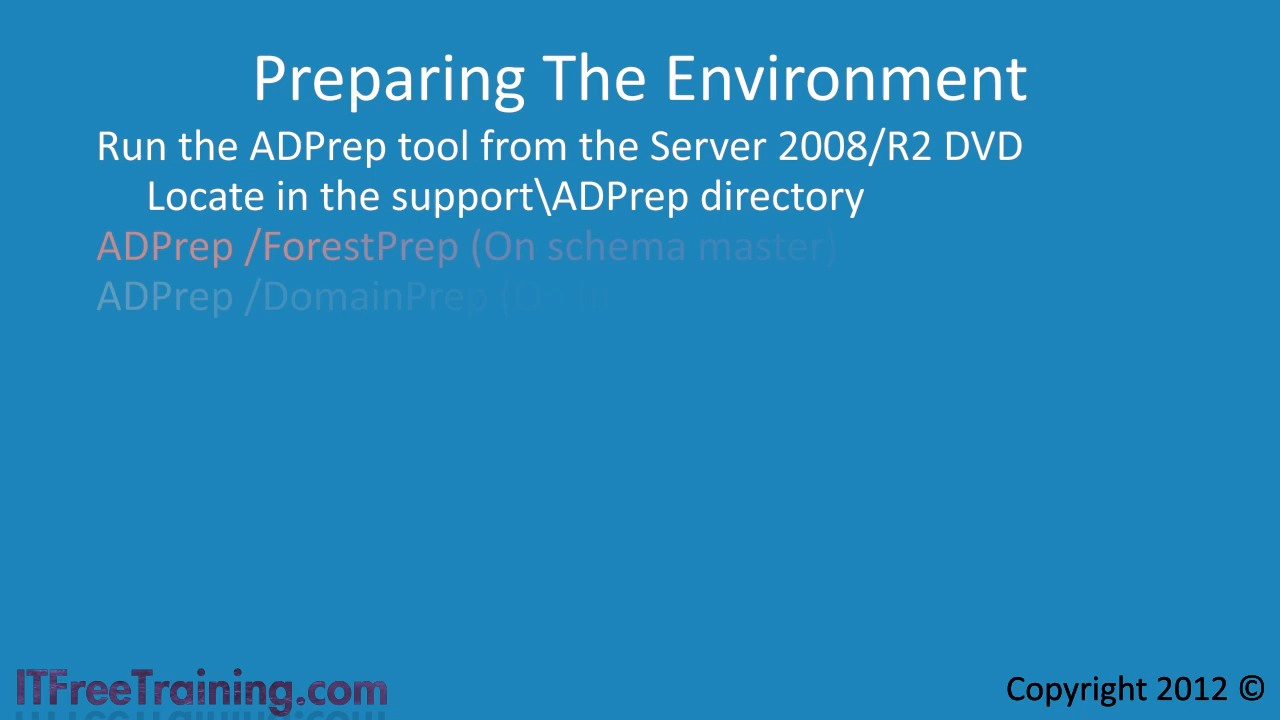 Preparing The Environment
Run the ADPrep tool from the Server 2008/R2 DVD
Locate in the support\ADPrep directory
ADPrep /ForestPrep (On schema master)
ADPrep /DomainPrep (On
ITFreeTraining.com
Copyright 2012 ©